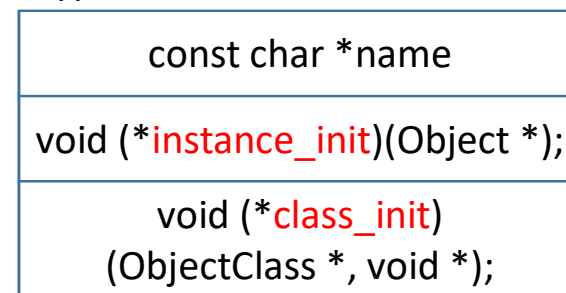 const char *name
void (*instance_init)(Object *);
void (*class_init)
(ObjectClass *, void *);